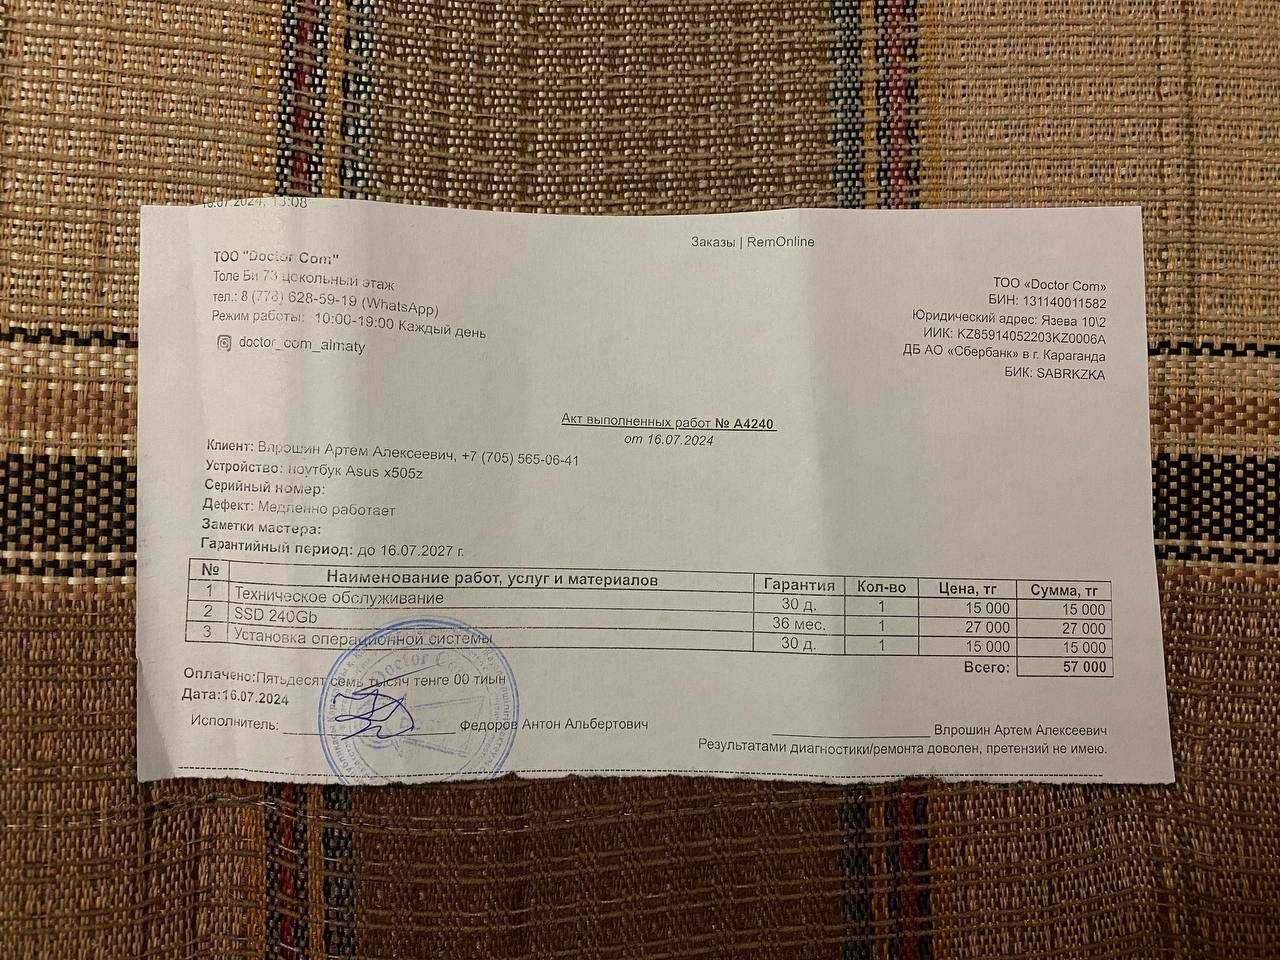 16.07.2024, 13:08
Заказы | RemOnline
ТОО "Doctor Com"
Толе Би 73 цокольный этаж
тел.: 8 (778) 628-59-19 (WhatsApp)
Режим работы: 10:00-19:00 Каждый день
doctor_com_almaty
ТОО «Doctor Com»
БИН: 131140011582
Юридический адрес: Язева 10\2
ИИК: KZ85914052203KZ0006A
ДБ АО «Сбербанк» в г. Караганда
БИК: SABRKZKA
Акт выполненных работ № A4240
от 16.07.2024
Клиент: Влрошин Артем Алексеевич, +7 (705) 565-06-41
Устройство: ноутбук Asus x505z
Серийный номер:
Дефект: Медленно работает
Заметки мастера:
Гарантийный период: до 16.07.2027 г.
№ Наименование работ, услуг и материалов Гарантия Кол-во Цена, тг Сумма, тг
1 Техническое обслуживание 30 д. 1 15 000 15 000
2 SSD 240Gb 36 мес. 1 27 000 27 000
3 Установка операционной системы 30 д. 1 15 000 15 000
Всего: 57 000
Оплачено:Пятьдесят семь тысяч тенге 00 тиын
Дата:16.07.2024
Исполнитель: Федоров Антон Альбертович
Влрошин Артем Алексеевич
Результатами диагностики/ремонта доволен, претензий не имею.
Doctor Com